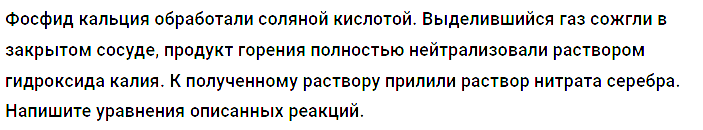 Фосфид кальция обработали соляной кислотой. Выделившийся газ сожгли в
закрытом сосуде, продукт горения полностью нейтрализовали раствором
гидроксида калия. К полученному раствору прилили раствор нитрата серебра.
Напишите уравнения описанных реакций.